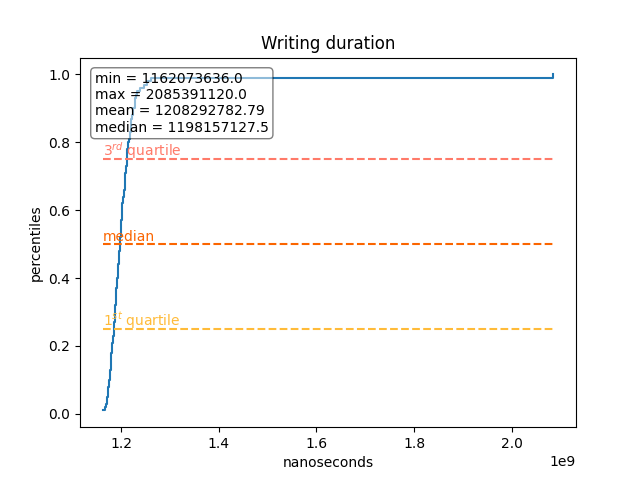 Writing duration
1.0
0.8
0.6
0.4
0.2
0.0
percentiles
min = 1162073636.0
max = 2085391120.0
mean = 1208292782.79
median = 1198157127.5
3rd quartile
median
1st quartile
1.2 1.4 1.6 1.8 2.0
1e9
nanoseconds